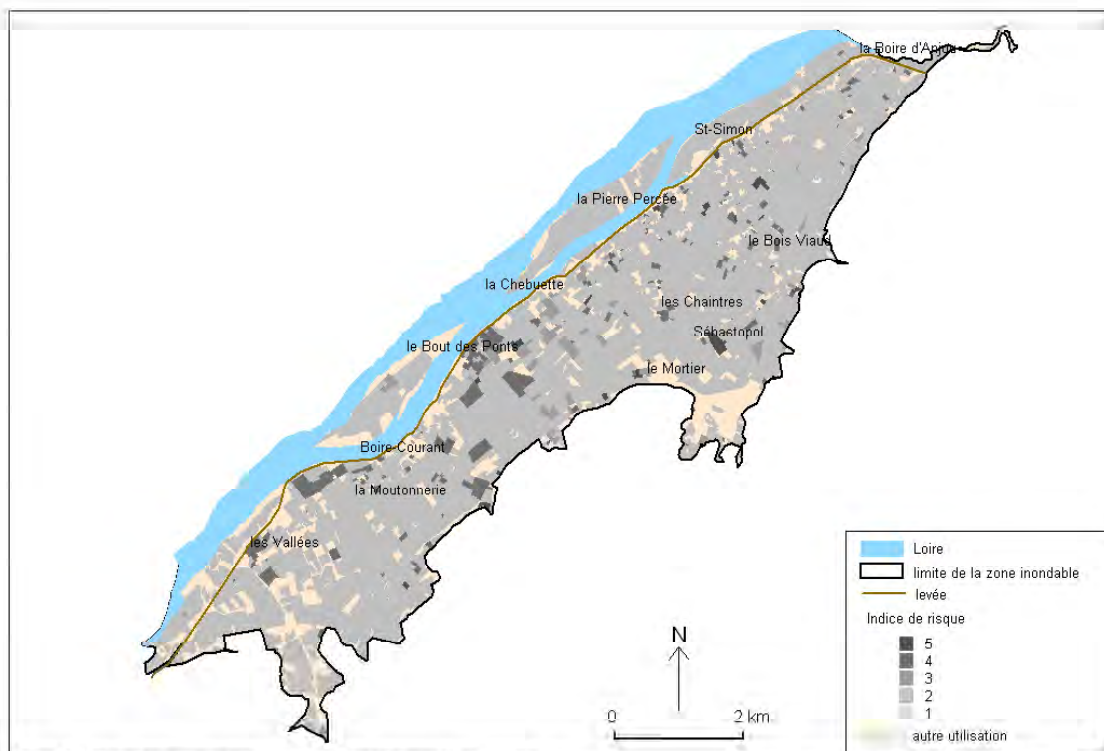 la Boire d'Anjou
St-Simon
la Pierre Percée
le Bois Viaud
la Chebuette
les Chaintres
Sébastopol
le Bout des Ponts
le Mortier
Boire-Courant
la Moutonnerie
les Vallées
N
0 2 km
Loire
limite de la zone inondable
levée
Indice de risque
5
4
3
2
1
autre utilisation